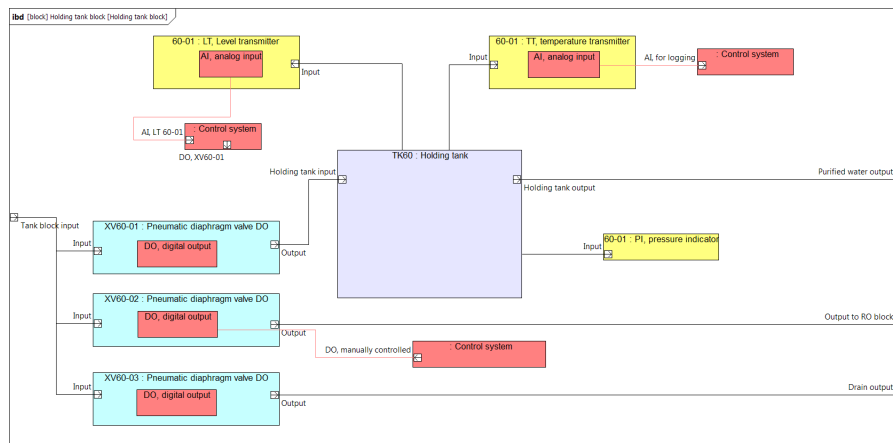 ibd [block] Holding tank block [Holding tank block]
60-01 : LT, Level transmitter
AI, analog input
Input
60-01 : TT, temperature transmitter
Input
AI, analog input
AI, for logging
: Control system
AI, LT 60-01
: Control system
DO, XV60-01
TK60 : Holding tank
Holding tank input
Holding tank output
Purified water output
Tank block input
XV60-01 : Pneumatic diaphragm valve DO
Input
DO, digital output
Output
60-01 : PI, pressure indicator
Input
XV60-02 : Pneumatic diaphragm valve DO
Input
DO, digital output
Output
Output to RO block
DO, manually controlled
: Control system
XV60-03 : Pneumatic diaphragm valve DO
Input
DO, digital output
Output
Drain output